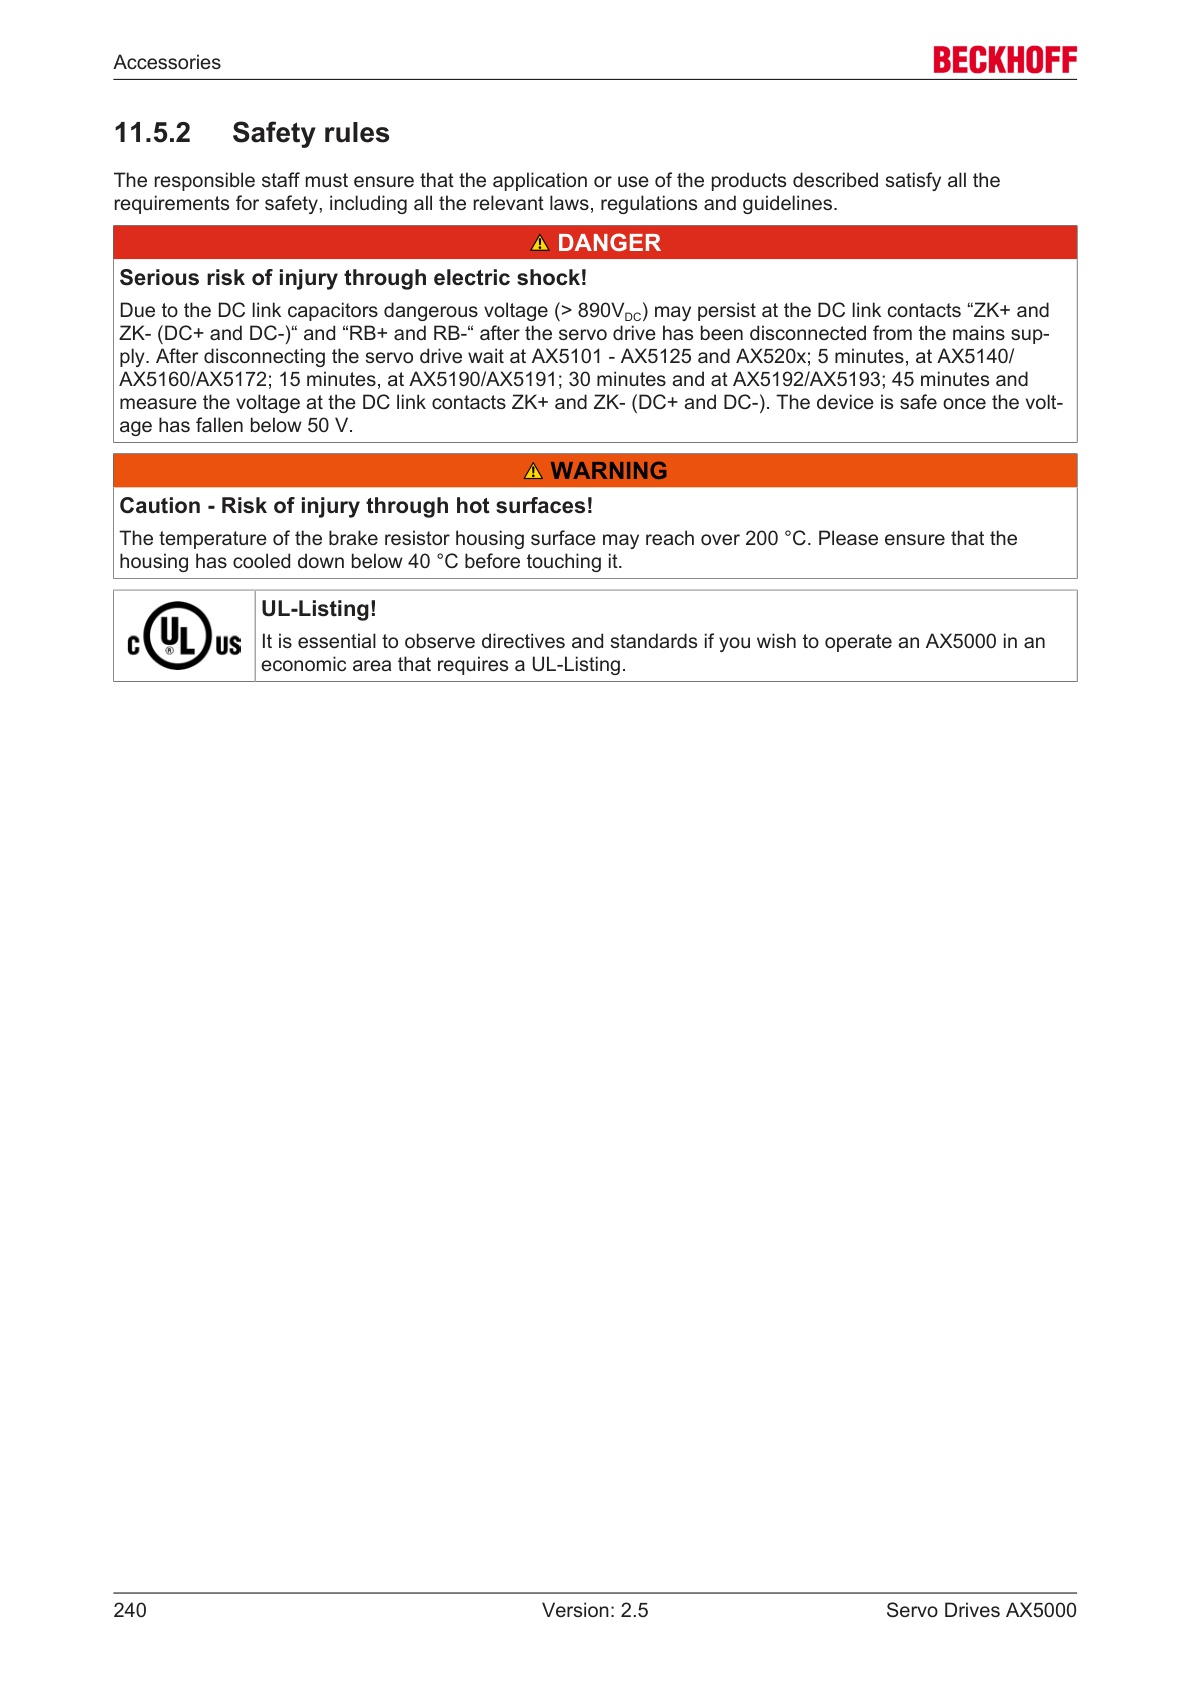 Accessories
BECKHOFF
11.5.2 Safety rules
The responsible staff must ensure that the application or use of the products described satisfy all the
requirements for safety, including all the relevant laws, regulations and guidelines.
DANGER
Serious risk of injury through electric shock!
Due to the DC link capacitors dangerous voltage (> 890VDC) may persist at the DC link contacts “ZK+ and
ZK- (DC+ and DC-)“ and “RB+ and RB-“ after the servo drive has been disconnected from the mains sup-
ply. After disconnecting the servo drive wait at AX5101 - AX5125 and AX520x; 5 minutes, at AX5140/
AX5160/AX5172; 15 minutes, at AX5190/AX5191; 30 minutes and at AX5192/AX5193; 45 minutes and
measure the voltage at the DC link contacts ZK+ and ZK- (DC+ and DC-). The device is safe once the volt-
age has fallen below 50 V.
WARNING
Caution - Risk of injury through hot surfaces!
The temperature of the brake resistor housing surface may reach over 200 °C. Please ensure that the
housing has cooled down below 40 °C before touching it.
C UL ® US
UL-Listing!
It is essential to observe directives and standards if you wish to operate an AX5000 in an
economic area that requires a UL-Listing.
240 Version: 2.5 Servo Drives AX5000